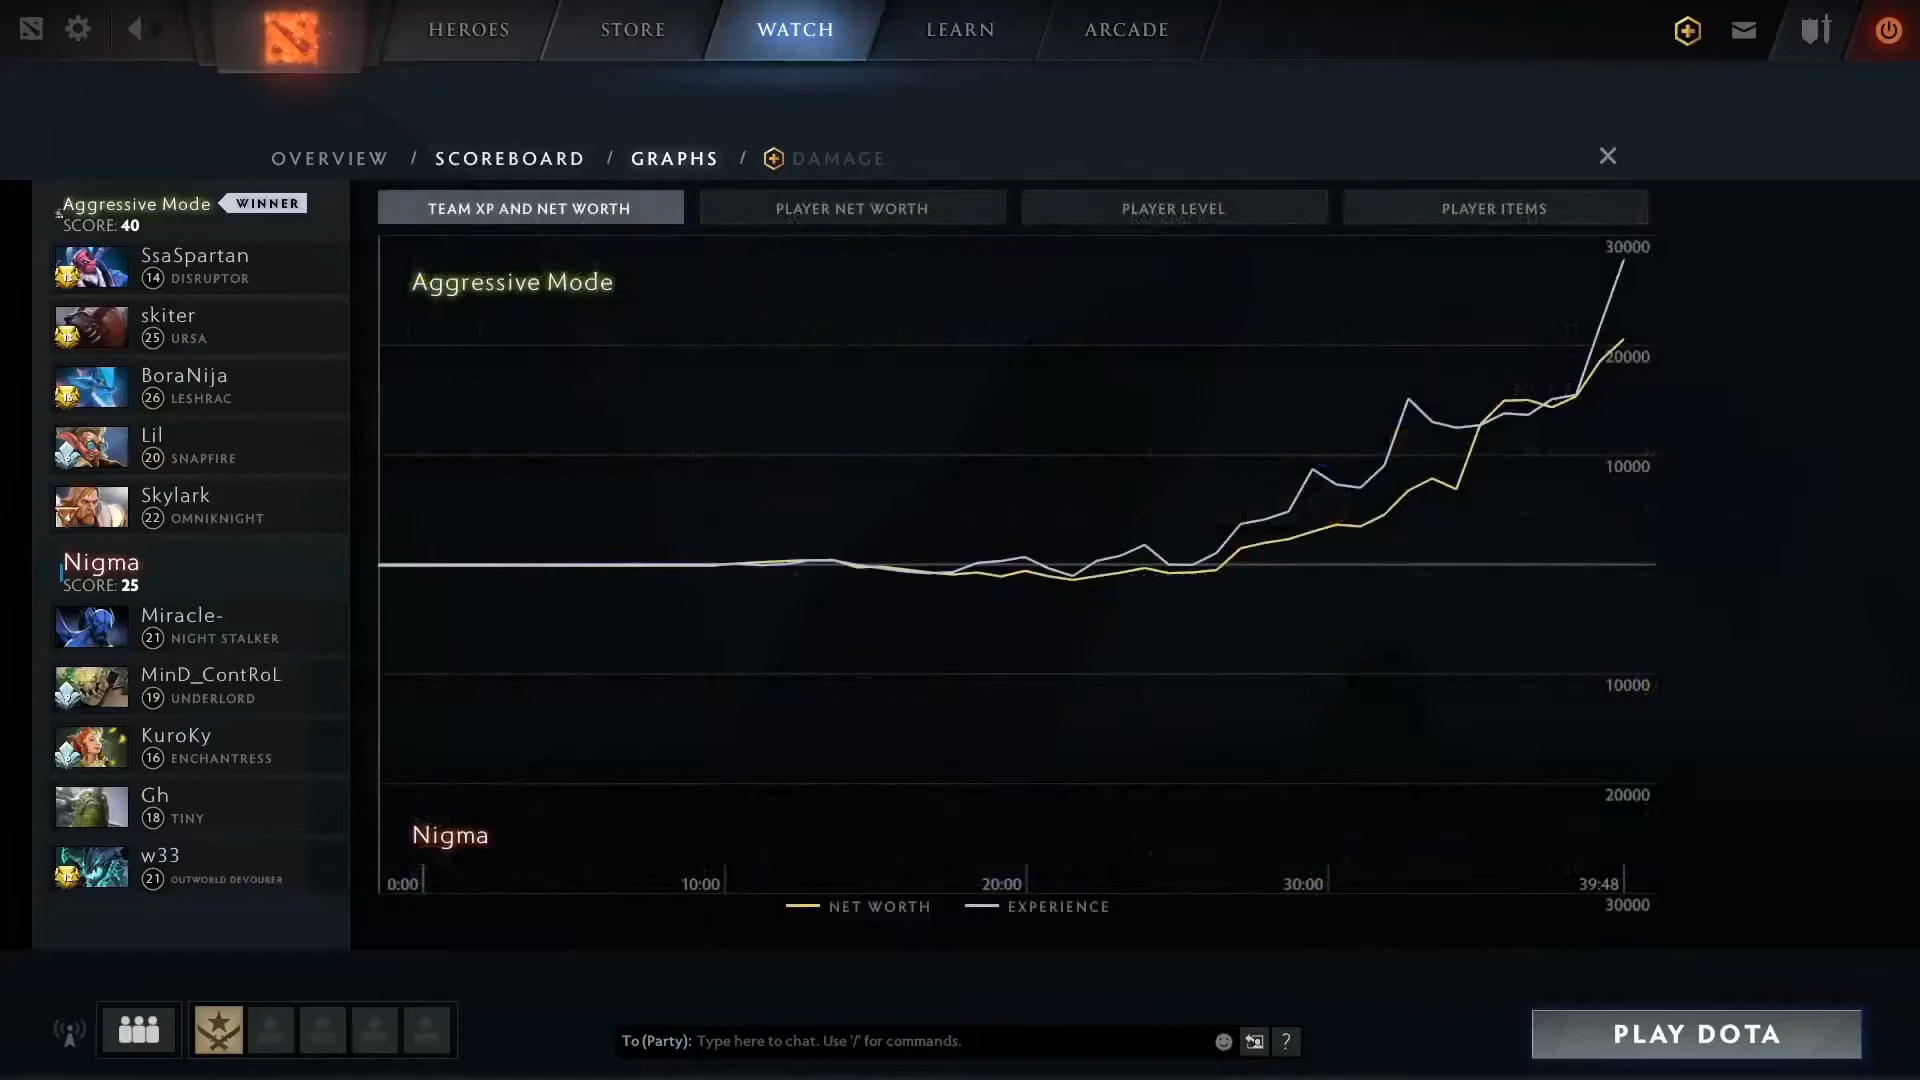 HEROES
STORE
WATCH
LEARN
ARCADE
OVERVIEW / SCOREBOARD / GRAPHS / DAMAGE
Aggressive Mode WINNER
SCORE: 40
SsaSpartan
14 DISRUPTOR
skiter
25 URSA
BoraNija
26 LESHRAC
Lil
20 SNAPFIRE
Skylark
22 OMNIKNIGHT
Nigma
SCORE: 25
Miracle-
21 NIGHT STALKER
MinD_ContRoL
19 UNDERLORD
KuroKy
16 ENCHANTRESS
Gh
18 TINY
w33
21 OUTWORLD DEVOURER
TEAM XP AND NET WORTH
PLAYER NET WORTH
PLAYER LEVEL
PLAYER ITEMS
Aggressive Mode
30000
20000
10000
10000
20000
30000
Nigma
0:00
10:00
20:00
30:00
39:48
NET WORTH
EXPERIENCE
To (Party): Type here to chat. Use '/' for commands.
?
PLAY DOTA